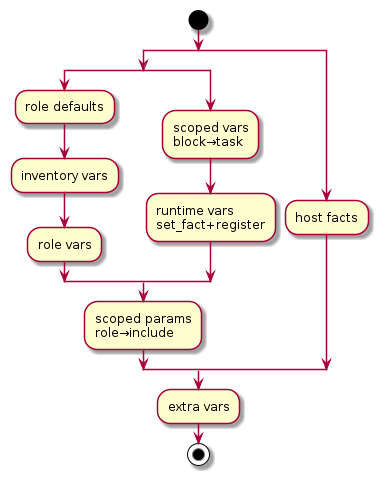 role defaults
inventory vars
role vars
scoped vars
block→task
runtime vars
set_fact+register
host facts
scoped params
role→include
extra vars